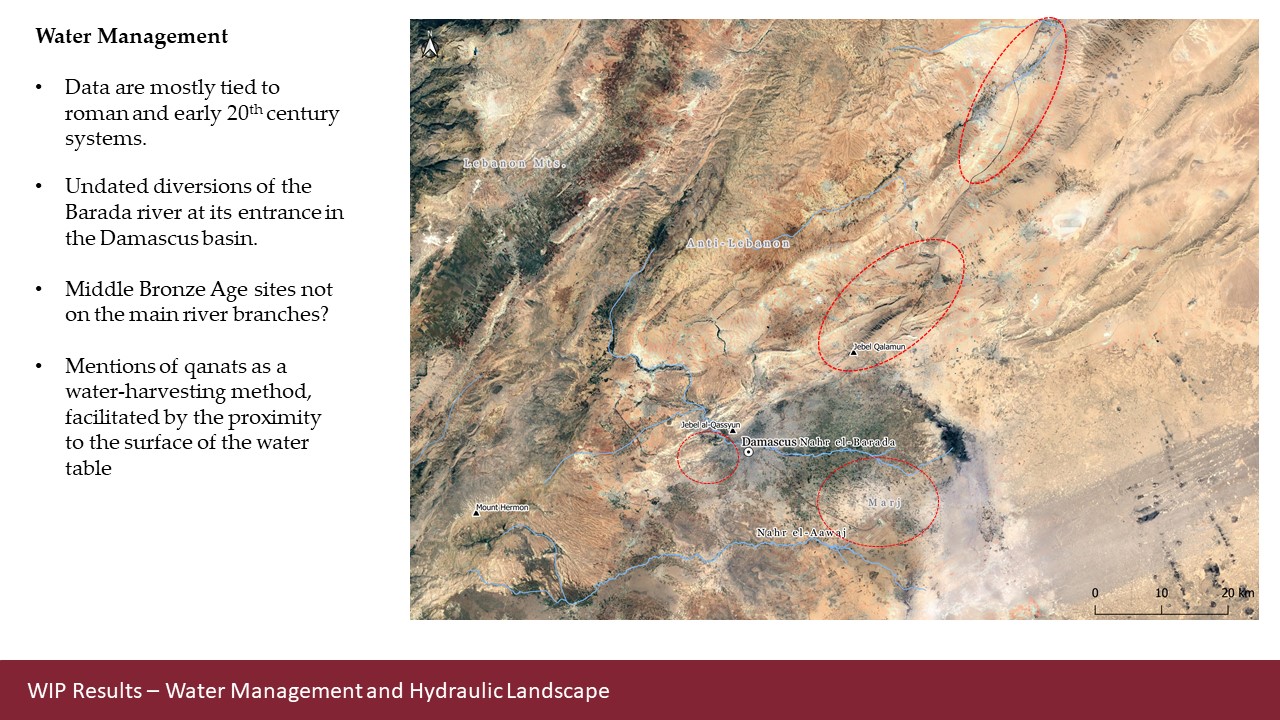 Water Management
• Data are mostly tied to
roman and early 20th century
systems.
• Undated diversions of the
Barada river at its entrance in
the Damascus basin.
• Middle Bronze Age sites not
on the main river branches?
• Mentions of qanats as a
water-harvesting method,
facilitated by the proximity
to the surface of the water
table
N
Lebanon Mts.
Anti-Lebanon
Jebel Qalamun
Jebel al-Qassyun
Damascus Nahr el-Barada
Marj
Mount Hermon
Nahr el-Aawaj
0 10 20 km
WIP Results – Water Management and Hydraulic Landscape